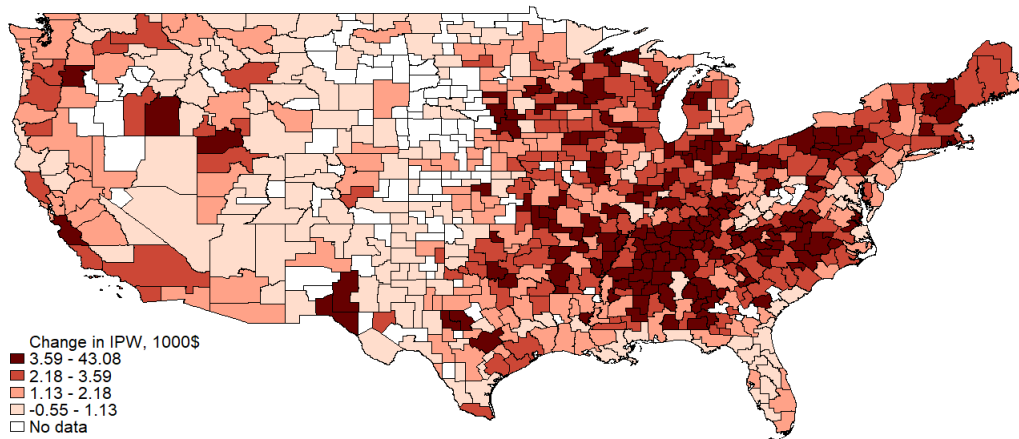 Change in IPW, 1000$
3.59 - 43.08
2.18 - 3.59
1.13 - 2.18
-0.55 - 1.13
No data